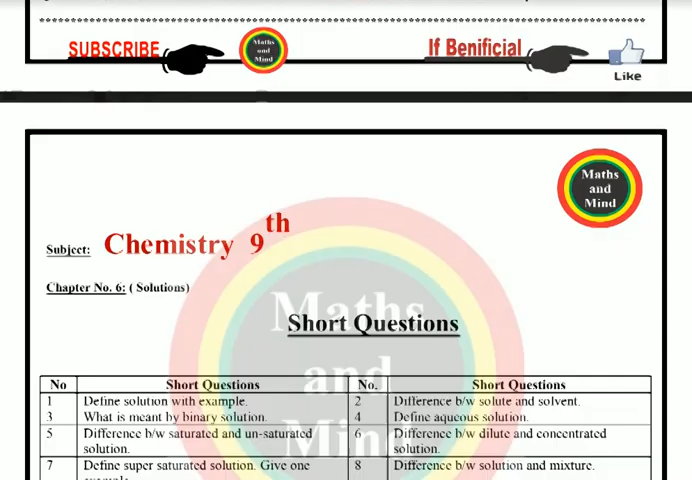 SUBSCRIBE
Maths
and
Mind
If Benificial
Like
Maths
and
Mind
Subject: Chemistry 9th
Chapter No. 6: ( Solutions)
Maths
and
Mind
Short Questions
No Short Questions No. Short Questions
1 Define solution with example. 2 Difference b/w solute and solvent.
3 What is meant by binary solution. 4 Define aqueous solution.
5 Difference b/w saturated and un-saturated solution. 6 Difference b/w dilute and concentrated solution.
7 Define super saturated solution. Give one 8 Difference b/w solution and mixture.